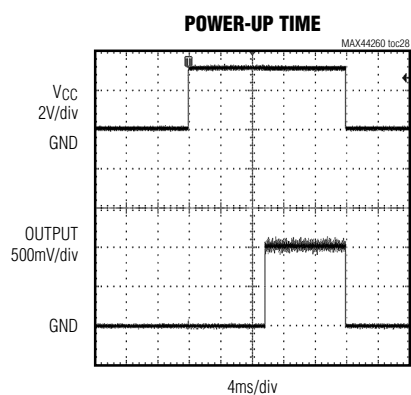 POWER-UP TIME
MAX44260 toc28
VCC
2V/div
GND
OUTPUT
500mV/div
GND
4ms/div